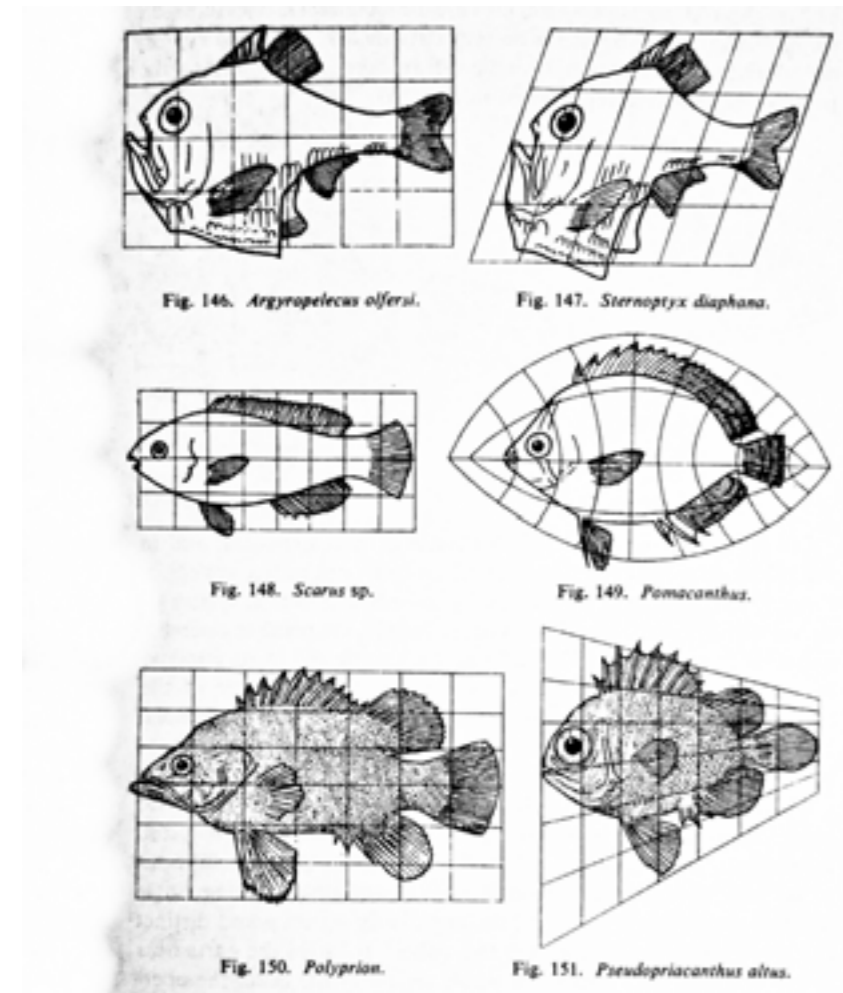 Fig. 146. Argyropelecus olfersi.
Fig. 147. Sternoptyx diaphana.
Fig. 148. Scarus sp.
Fig. 149. Pomacanthus.
Fig. 150. Polyprion.
Fig. 151. Pseudopriacanthus altus.